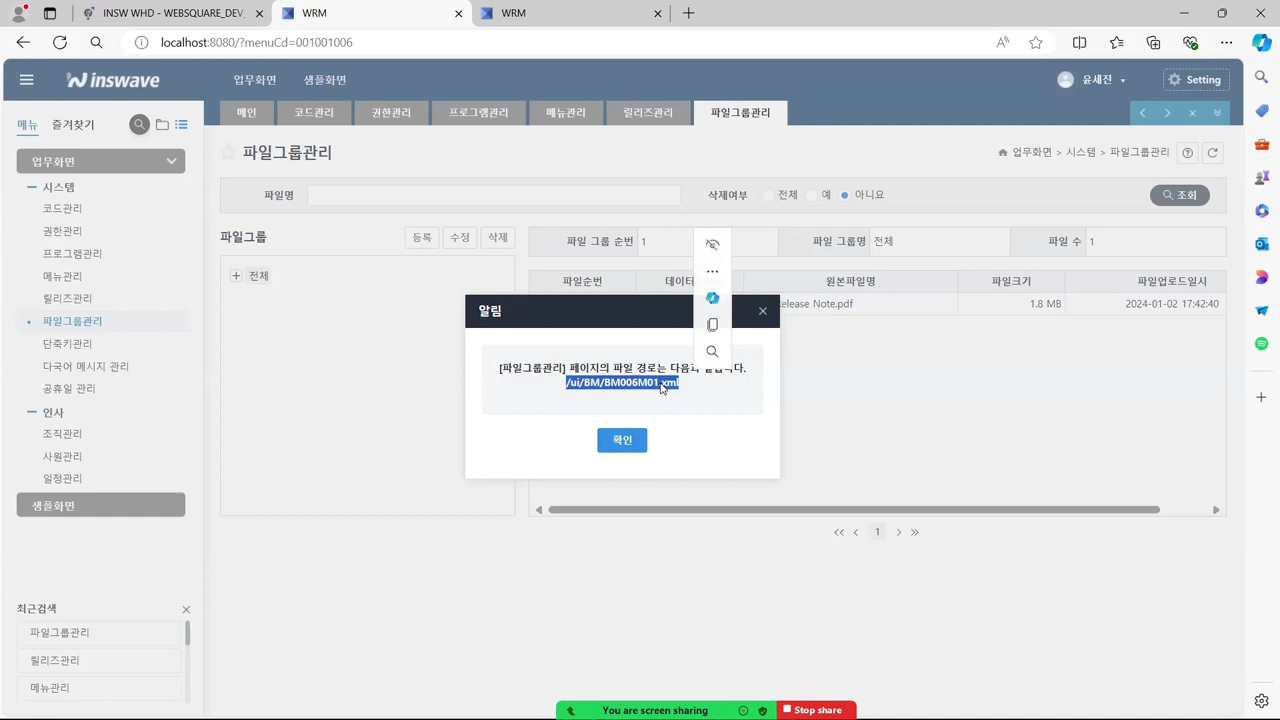 INSW WHD - WEBSQUARE_DEV_
WRM
WRM
localhost:8080/?menuCd=001001006
inswave
업무화면
샘플화면
윤세진
Setting
메뉴
즐겨찾기
메인
코드관리
권한관리
프로그램관리
메뉴관리
릴리즈관리
파일그룹관리
업무화면
시스템
코드관리
권한관리
프로그램관리
메뉴관리
릴리즈관리
파일그룹관리
단축키관리
다국어 메시지 관리
공휴일 관리
인사
조직관리
사원관리
일정관리
샘플화면
최근검색
파일그룹관리
릴리즈관리
메뉴관리
파일그룹관리
업무화면 > 시스템 > 파일그룹관리
파일명
삭제여부
전체
예
아니요
조회
파일그룹
등록
수정
삭제
+ 전체
파일 그룹 순번
1
파일 그룹명
전체
파일 수
1
파일순번
데이터
원본파일명
파일크기
파일업로드일시
elease Note.pdf
1.8 MB
2024-01-02 17:42:40
알림
[파일그룹관리] 페이지의 파일 경로는
/ui/BM/BM006M01.xml
확인
1
You are screen sharing
Stop share